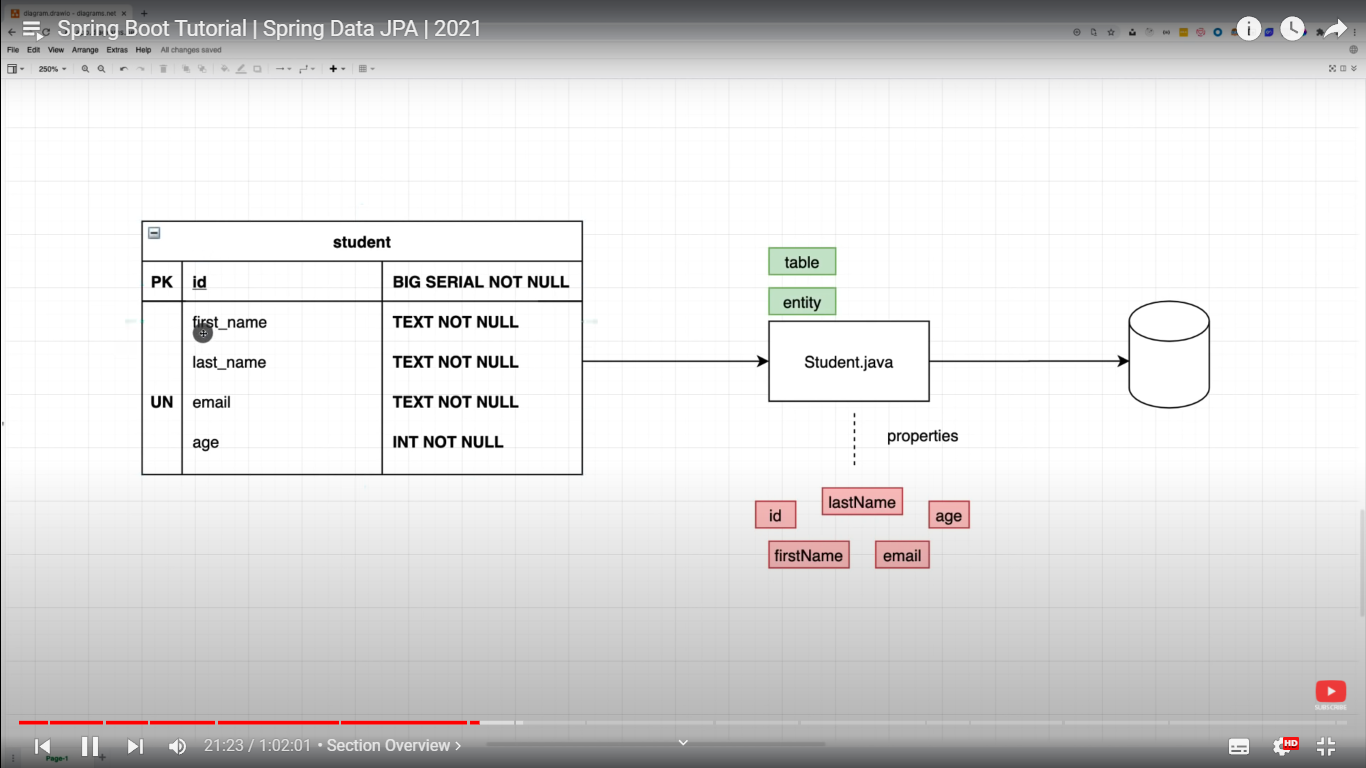 diagram.drawio - diagrams.net
Spring Boot Tutorial | Spring Data JPA | 2021
File Edit View Arrange Extras Help All changes saved
250%
student
PK id BIG SERIAL NOT NULL
first_name TEXT NOT NULL
last_name TEXT NOT NULL
UN email TEXT NOT NULL
age INT NOT NULL
table
entity
Student.java
properties
id lastName age
firstName email
SUBSCRIBE
21:23 / 1:02:01 • Section Overview
HD
Page-1